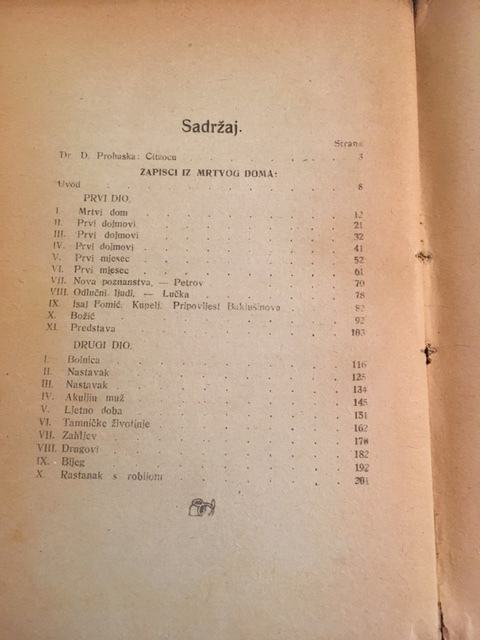 Sadržaj.
Strana
Dr. D. Prohaska: Čitaocu 3
ZAPISCI IZ MRTVOG DOMA:
Uvod 8
PRVI DIO.
I. Mrtvi dom 12
II. Prvi dojmovi 21
III. Prvi dojmovi 32
IV. Prvi dojmovi 41
V. Prvi mjesec 52
VI. Prvi mjesec 61
VII. Nova poznanstva, — Petrov 70
VIII. Odlučni ljudi, — Lučka 78
IX. Isaj Fomić. Kupelj. Pripovijest Baklušinova 82
X. Božić 92
XI. Predstava 103
DRUGI DIO.
I. Bolnica 116
II. Nastavak 125
III. Nastavak 134
IV. Akuljin muž 145
V. Ljetno doba 151
VI. Tamničke životinje 162
VII. Zahtjev 170
VIII. Drugovi 182
IX. Bijeg 192
X. Rastanak s robijom 201